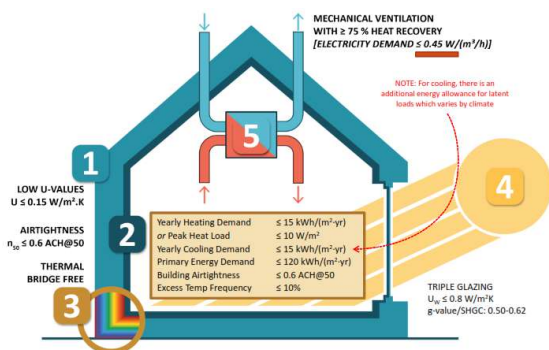 MECHANICAL VENTILATION
WITH ≥ 75 % HEAT RECOVERY
[ELECTRICITY DEMAND ≤ 0.45 W/(m³/h)]
NOTE: For cooling, there is an
additional energy allowance for latent
loads which varies by climate
5
1
LOW U-VALUES
U ≤ 0.15 W/m².K
4
AIRTIGHTNESS
n50 ≤ 0.6 ACH@50
2
Yearly Heating Demand ≤ 15 kWh/(m²·yr)
or Peak Heat Load ≤ 10 W/m²
Yearly Cooling Demand ≤ 15 kWh/(m²·yr)
Primary Energy Demand ≤ 120 kWh/(m²·yr)
Building Airtightness ≤ 0.6 ACH@50
Excess Temp Frequency ≤ 10%
THERMAL
BRIDGE FREE
3
TRIPLE GLAZING
Uw ≤ 0.8 W/m²K
g-value/SHGC: 0.50-0.62